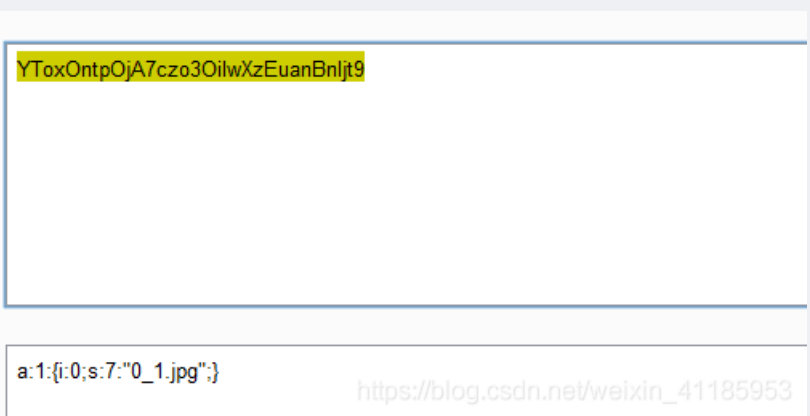 YToxOntpOjA7czo3OiIwXzEuanBnIjt9
a:1:{i:0;s:7:"0_1.jpg";}
https://blog.csdn.net/weixin_41185953